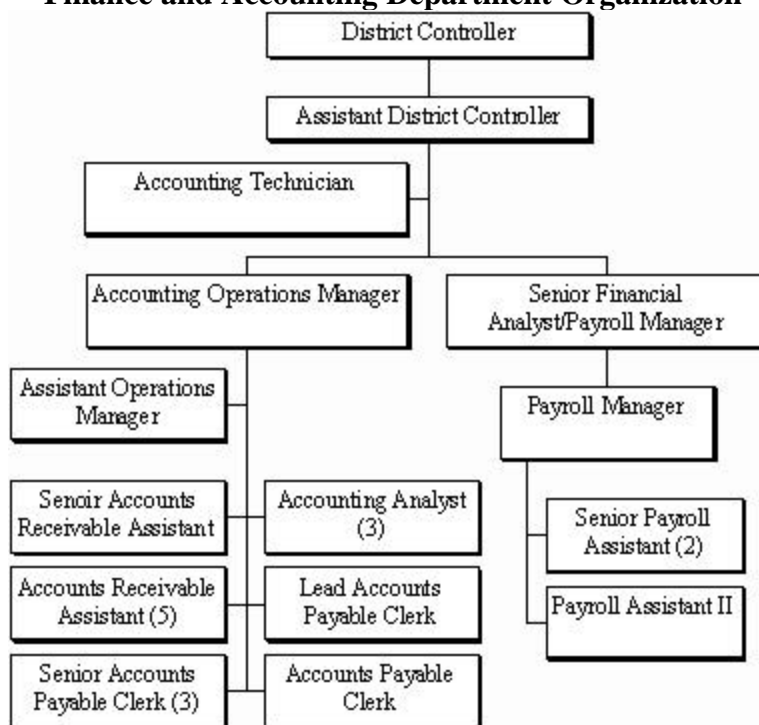 Finance and Accounting Department Organization
District Controller
Assistant District Controller
Accounting Technician
Accounting Operations Manager
Senior Financial
Analyst/Payroll Manager
Assistant Operations
Manager
Payroll Manager
Senoir Accounts
Receivable Assistant
Accounting Analyst
(3)
Senior Payroll
Assistant (2)
Accounts Receivable
Assistant (5)
Lead Accounts
Payable Clerk
Payroll Assistant II
Senior Accounts
Payable Clerk (3)
Accounts Payable
Clerk